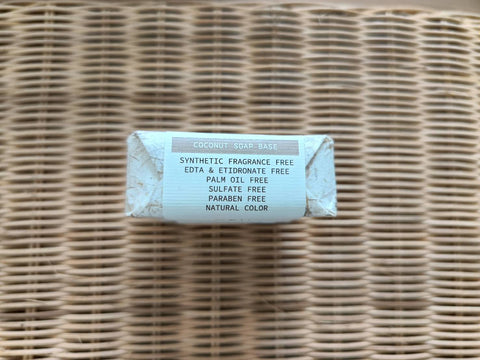 COCONUT SOAP BASE
SYNTHETIC FRAGRANCE FREE
EDTA & ETIDRONATE FREE
PALM OIL FREE
SULFATE FREE
PARABEN FREE
NATURAL COLOR